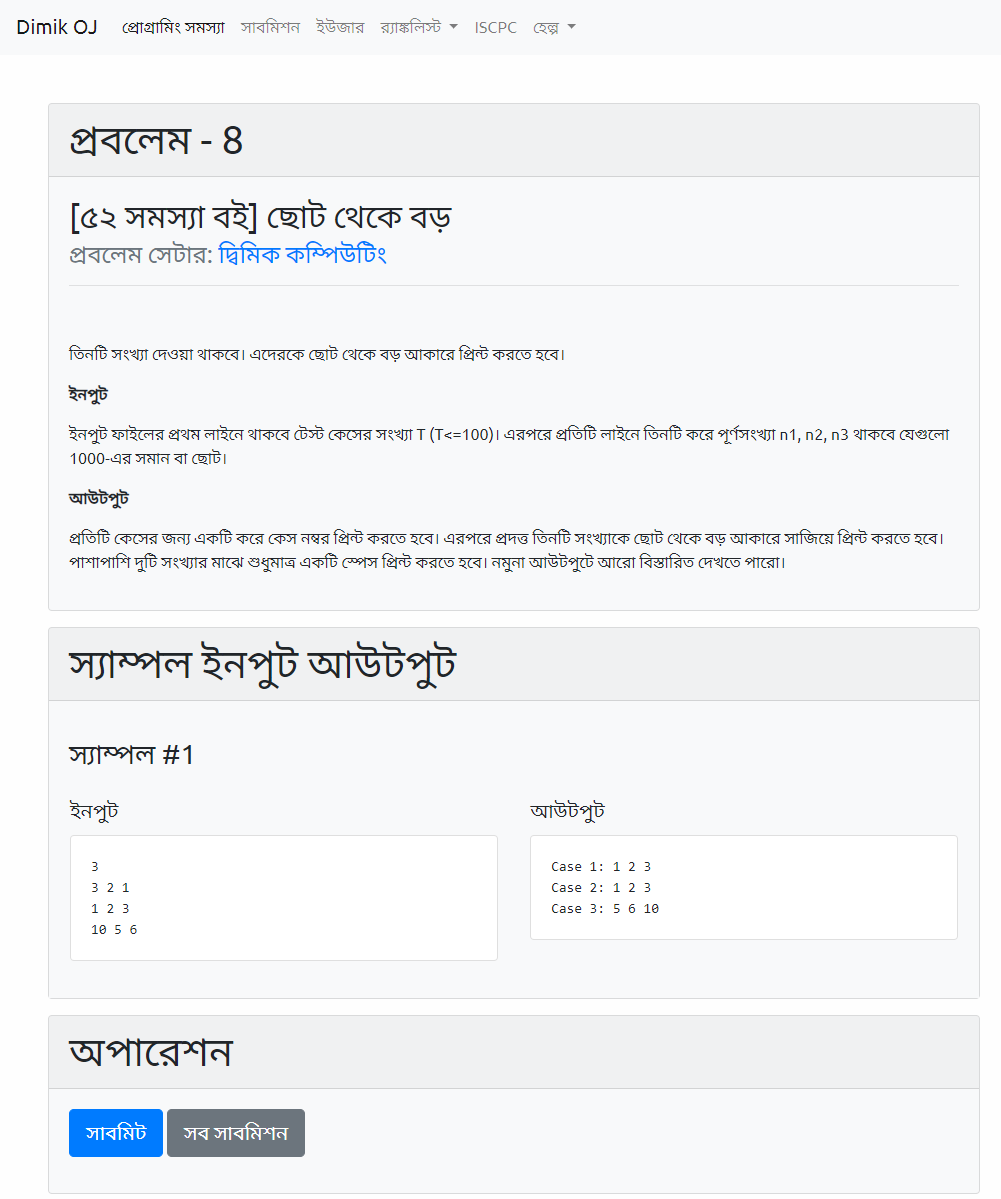 Dimik OJ প্রোগ্রামিং সমস্যা সাবমিশন ইউজার র‍্যাঙ্কলিস্ট ISCPC হেল্প
প্রবলেম - 8
[৫২ সমস্যা বই] ছোট থেকে বড়
প্রবলেম সেটার: দ্বিমিক কম্পিউটিং
তিনটি সংখ্যা দেওয়া থাকবে। এদেরকে ছোট থেকে বড় আকারে প্রিন্ট করতে হবে।
ইনপুট
ইনপুট ফাইলের প্রথম লাইনে থাকবে টেস্ট কেসের সংখ্যা T (T<=100)। এরপরে প্রতিটি লাইনে তিনটি করে পূর্ণসংখ্যা n1, n2, n3 থাকবে যেগুলো
1000-এর সমান বা ছোট।
আউটপুট
প্রতিটি কেসের জন্য একটি করে কেস নম্বর প্রিন্ট করতে হবে। এরপরে প্রদত্ত তিনটি সংখ্যাকে ছোট থেকে বড় আকারে সাজিয়ে প্রিন্ট করতে হবে।
পাশাপাশি দুটি সংখ্যার মাঝে শুধুমাত্র একটি স্পেস প্রিন্ট করতে হবে। নমুনা আউটপুটে আরো বিস্তারিত দেখতে পারো।
স্যাম্পল ইনপুট আউটপুট
স্যাম্পল #1
ইনপুট
3
3 2 1
1 2 3
10 5 6
আউটপুট
Case 1: 1 2 3
Case 2: 1 2 3
Case 3: 5 6 10
অপারেশন
সাবমিট সব সাবমিশন